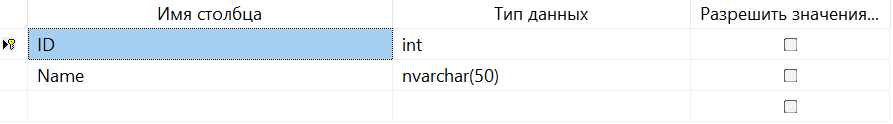 Имя столбца Тип данных Разрешить значения...
ID int
Name nvarchar(50)